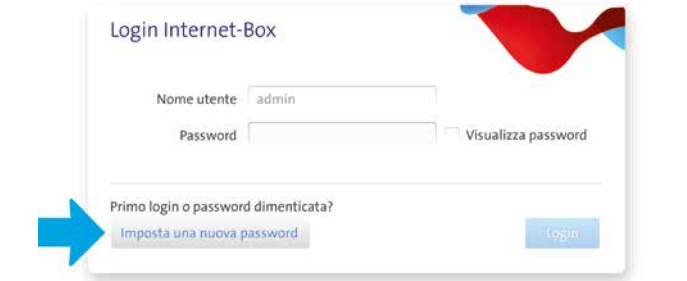 Login Internet-Box
Nome utente admin
Password Visualizza password
Primo login o password dimenticata?
Imposta una nuova password Login